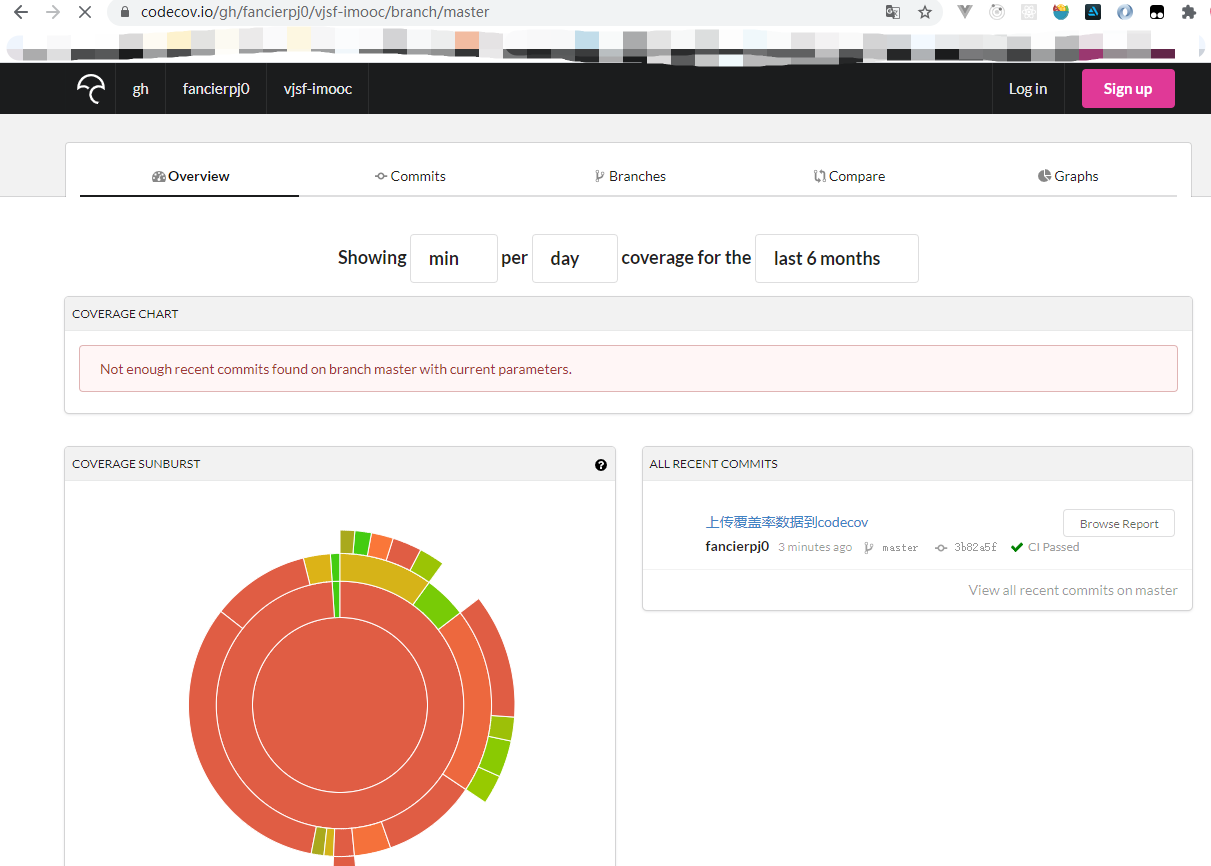 codecov.io/gh/fancierpj0/vjsf-imooc/branch/master
gh fancierpj0 vjsf-imooc Log in Sign up
Overview Commits Branches Compare Graphs
Showing min per day coverage for the last 6 months
COVERAGE CHART
Not enough recent commits found on branch master with current parameters.
COVERAGE SUNBURST
ALL RECENT COMMITS
上传覆盖率数据到codecov
Browse Report
fancierpj0 3 minutes ago master 3b82a5f CI Passed
View all recent commits on master